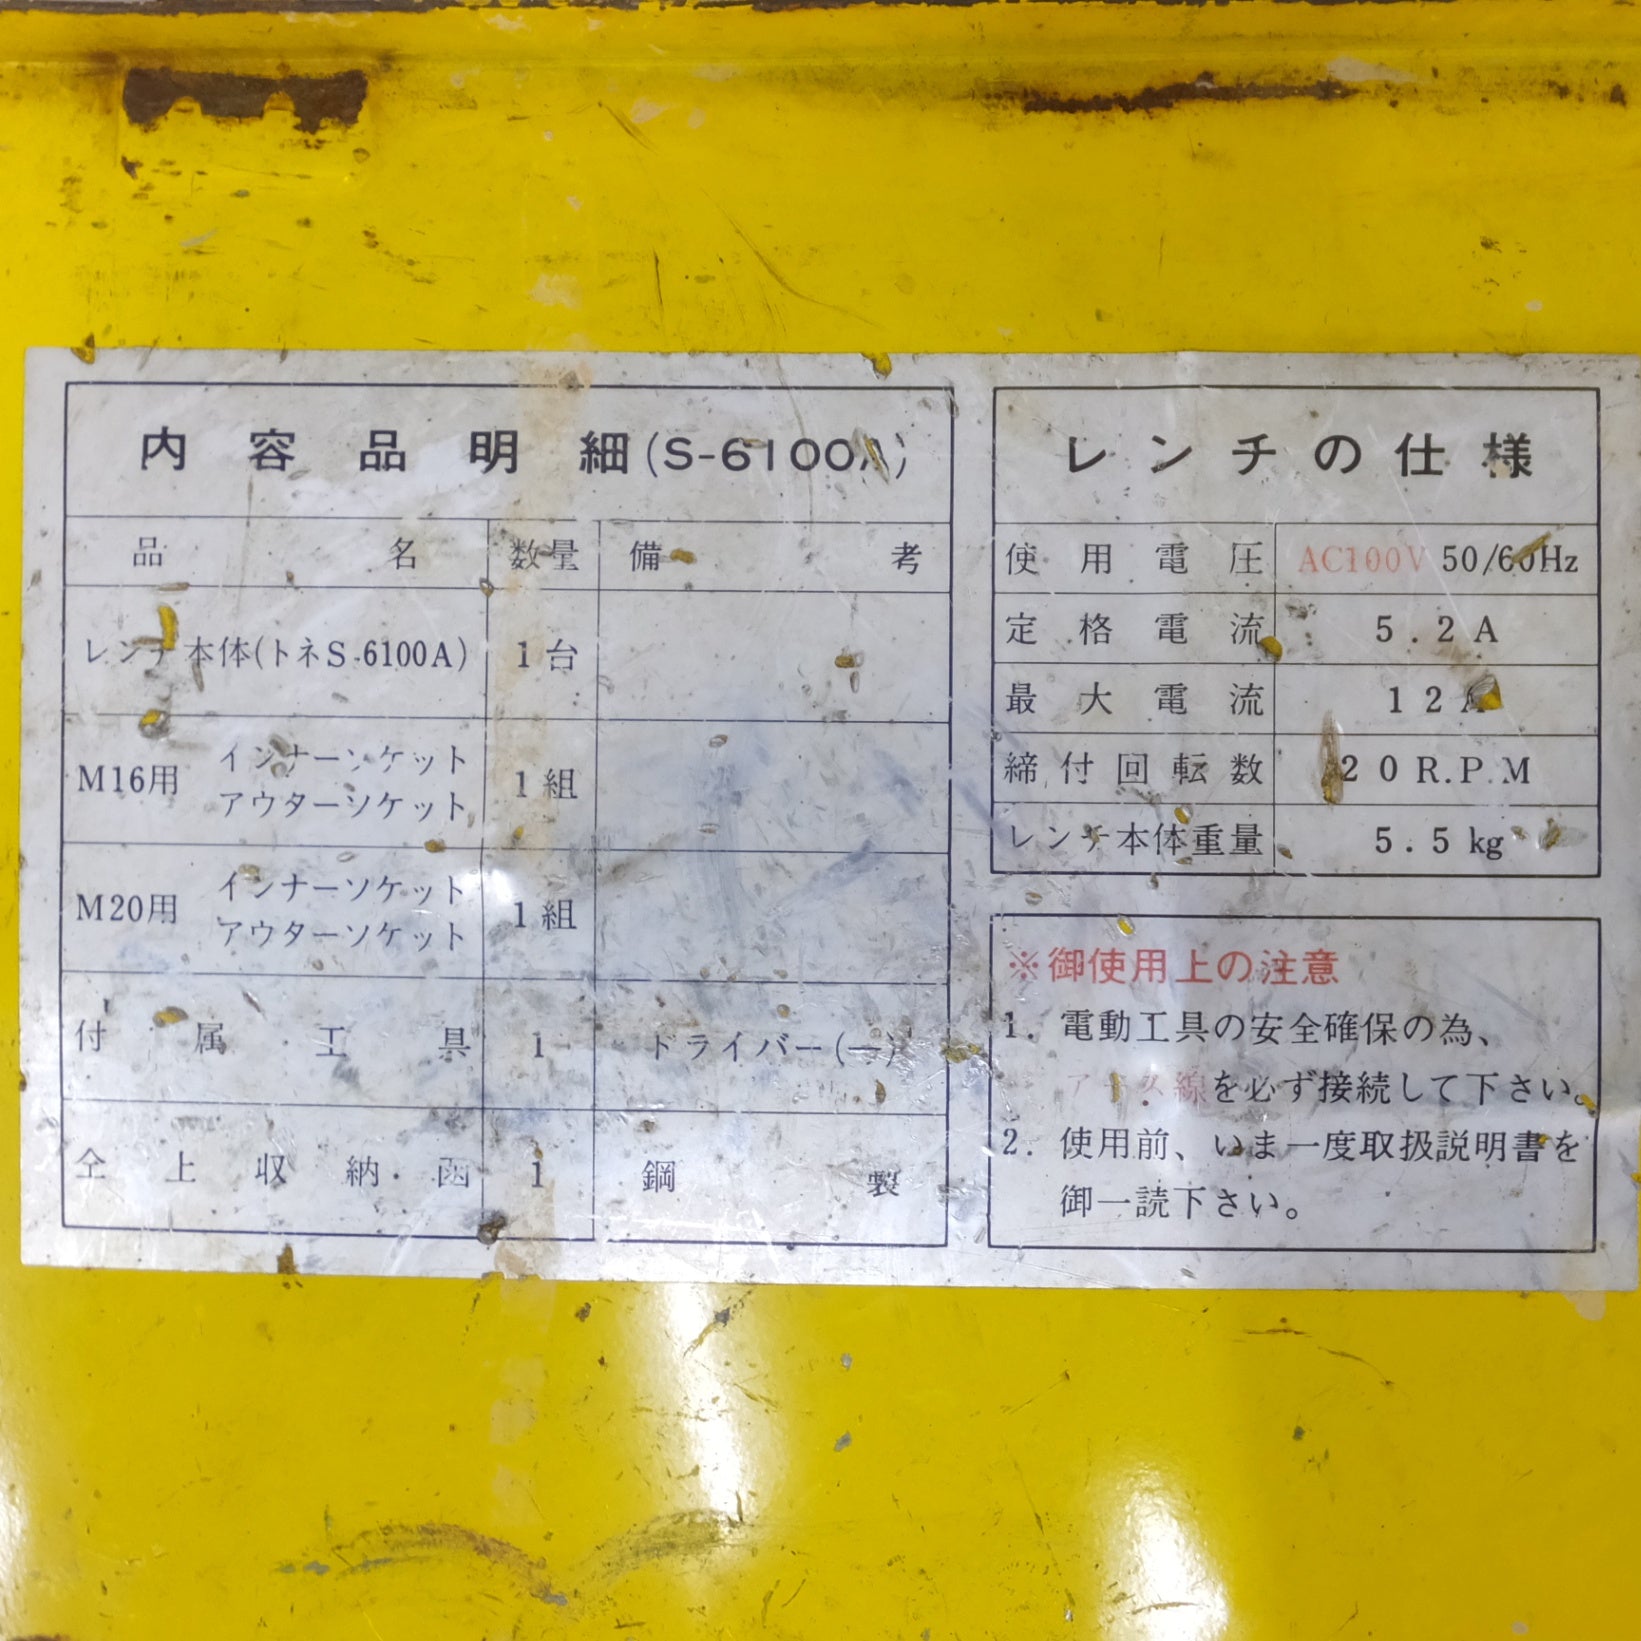 内容品明細(S-6100A)
品名 数量 備考
レンチ本体(トネS-6100A) 1台
M16用 インナーソケット アウターソケット 1組
M20用 インナーソケット アウターソケット 1組
付属工具 1 ドライバー(一)
仝上収納函 1 鋼製
レンチの仕様
使用電圧 AC100V 50/60Hz
定格電流 5.2A
最大電流 12A
締付回転数 20R.P.M
レンチ本体重量 5.5kg
※御使用上の注意
1. 電動工具の安全確保の為、
アース線を必ず接続して下さい。
2. 使用前、いま一度取扱説明書を
御一読下さい。